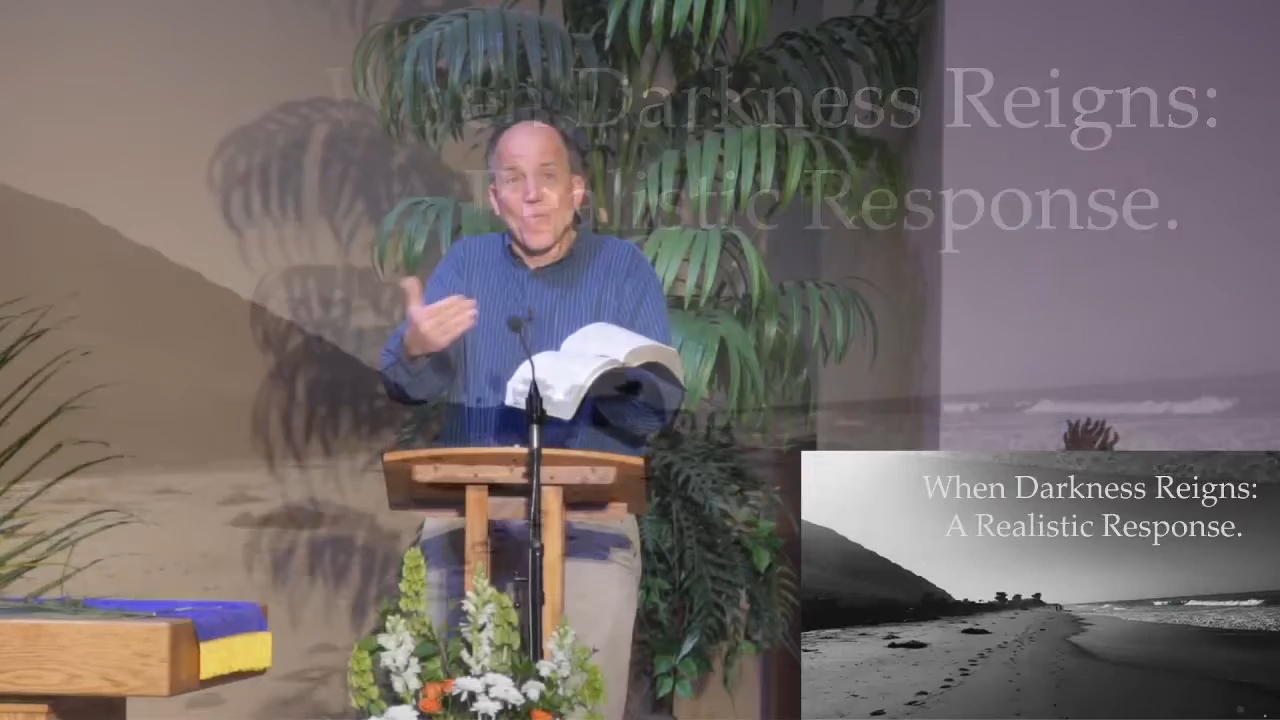 When Darkness Reigns:
Realistic Response.
When Darkness Reigns:
A Realistic Response.